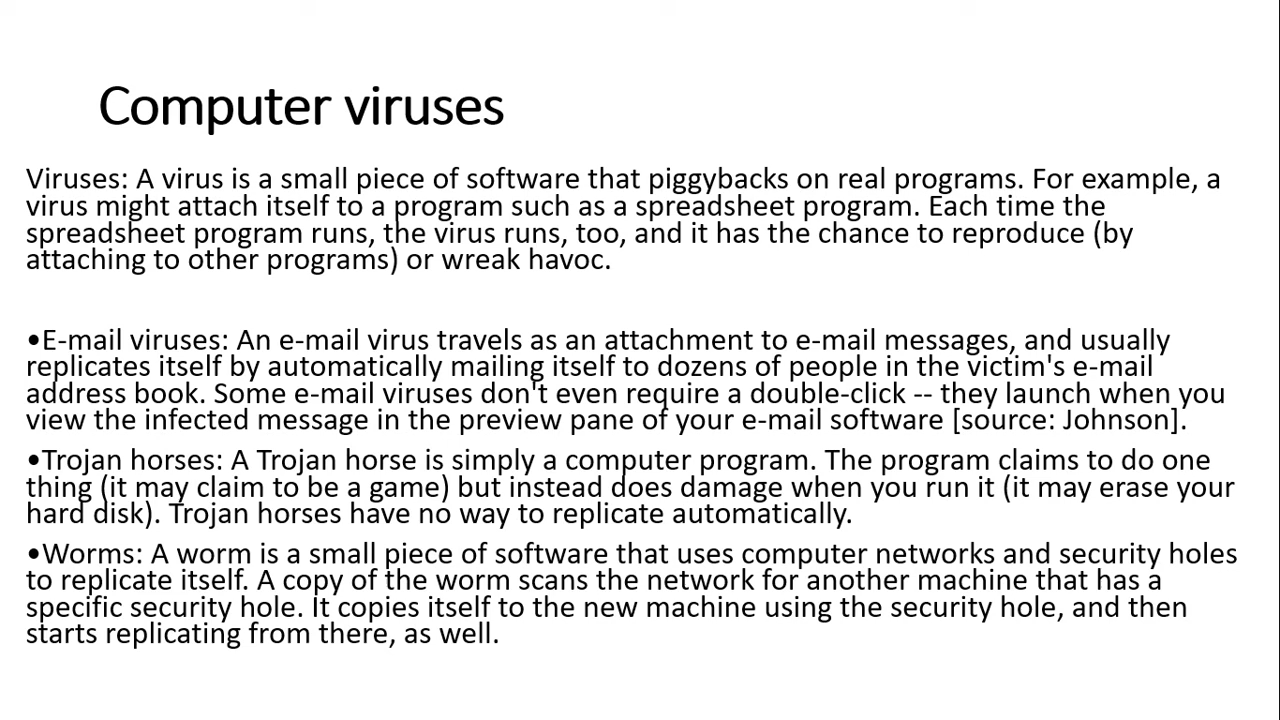 Computer viruses
Viruses: A virus is a small piece of software that piggybacks on real programs. For example, a
virus might attach itself to a program such as a spreadsheet program. Each time the
spreadsheet program runs, the virus runs, too, and it has the chance to reproduce (by
attaching to other programs) or wreak havoc.
•E-mail viruses: An e-mail virus travels as an attachment to e-mail messages, and usually
replicates itself by automatically mailing itself to dozens of people in the victim's e-mail
address book. Some e-mail viruses don't even require a double-click -- they launch when you
view the infected message in the preview pane of your e-mail software [source: Johnson].
•Trojan horses: A Trojan horse is simply a computer program. The program claims to do one
thing (it may claim to be a game) but instead does damage when you run it (it may erase your
hard disk). Trojan horses have no way to replicate automatically.
•Worms: A worm is a small piece of software that uses computer networks and security holes
to replicate itself. A copy of the worm scans the network for another machine that has a
specific security hole. It copies itself to the new machine using the security hole, and then
starts replicating from there, as well.